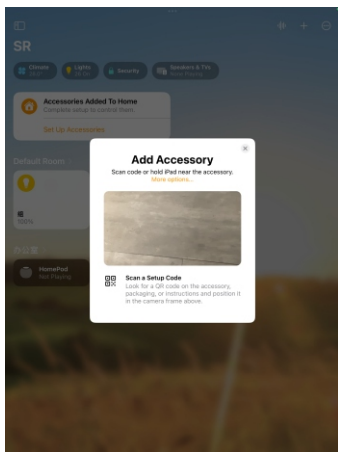 SR
Climate
Lights
Security
Speakers & TVs
Accessories Added To Home
Complete setup to control them.
Set Up Accessories
Default Room
100%
办公室
HomePod
Not Playing
Add Accessory
Scan code or hold iPad near the accessory.
More options...
Scan a Setup Code
Look for a QR code on the accessory,
packaging, or instructions and position it
in the camera frame above.